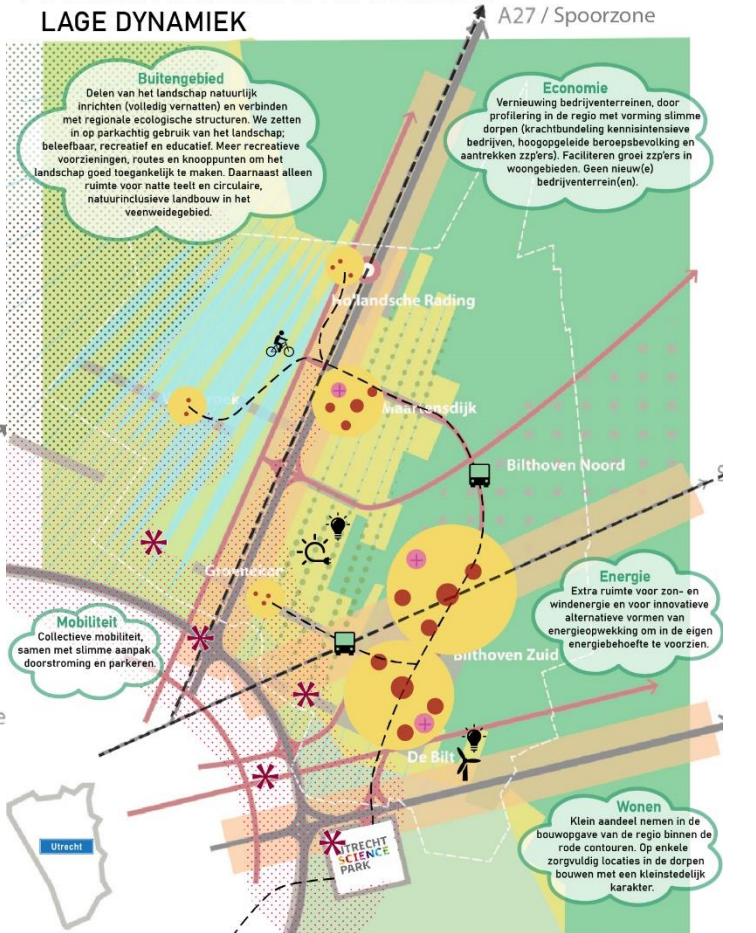 LAGE DYNAMIEK
A27 / Spoorzone
Buitengebied
Delen van het landschap natuurlijk
inrichten (volledig vernatten) en verbinden
met regionale ecologische structuren. We zetten
in op parkachtig gebruik van het landschap;
beleefbaar, recreatief en educatief. Meer recreatieve
voorzieningen, routes en knooppunten om het
landschap goed toegankelijk te maken. Daarnaast alleen
ruimte voor natte teelt en circulaire,
natuurinclusieve landbouw in het
veenweidegebied.
Economie
Vernieuwing bedrijventerreinen, door
profilering in de regio met vorming slimme
dorpen (krachtbundeling kennisintensieve
bedrijven, hoogopgeleide beroepsbevolking en
aantrekken zzp'ers). Faciliteren groei zzp'ers in
woongebieden. Geen nieuw(e)
bedrijventerrein(en).
Hollandsche Rading
Maartensdijk
Bilthoven Noord
Groenekan
Energie
Extra ruimte voor zon- en
windenergie en voor innovatieve
alternatieve vormen van
energieopwekking om in de eigen
energiebehoefte te voorzien.
Mobiliteit
Collectieve mobiliteit,
samen met slimme aanpak
doorstroming en parkeren.
Bilthoven Zuid
De Bilt
Wonen
Klein aandeel nemen in de
bouwopgave van de regio binnen de
rode contouren. Op enkele
zorgvuldig locaties in de dorpen
bouwen met een kleinstedelijk
karakter.
Utrecht
UTRECHT
SCIENCE
PARK